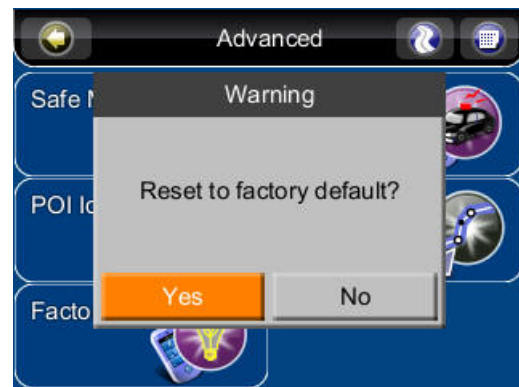 Advanced
Safe
Warning
Reset to factory default?
POI
Yes
No
Facto